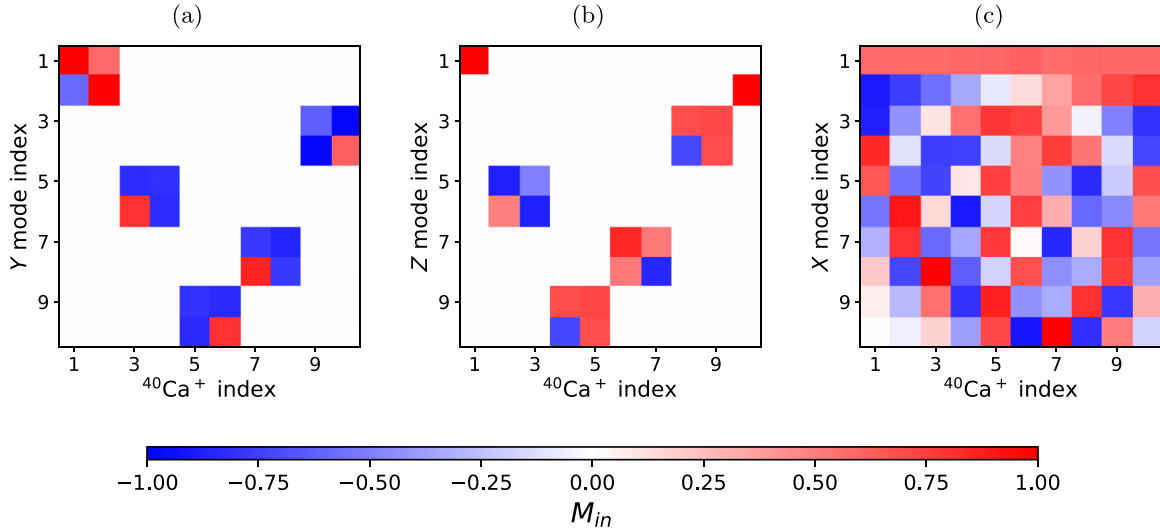 (a)
(b)
(c)
1
3
5
7
9
Y mode index
1 3 5 7 9
⁴⁰Ca⁺ index
1
3
5
7
9
Z mode index
1 3 5 7 9
⁴⁰Ca⁺ index
1
3
5
7
9
X mode index
1 3 5 7 9
⁴⁰Ca⁺ index
−1.00 −0.75 −0.50 −0.25 0.00 0.25 0.50 0.75 1.00
M_in